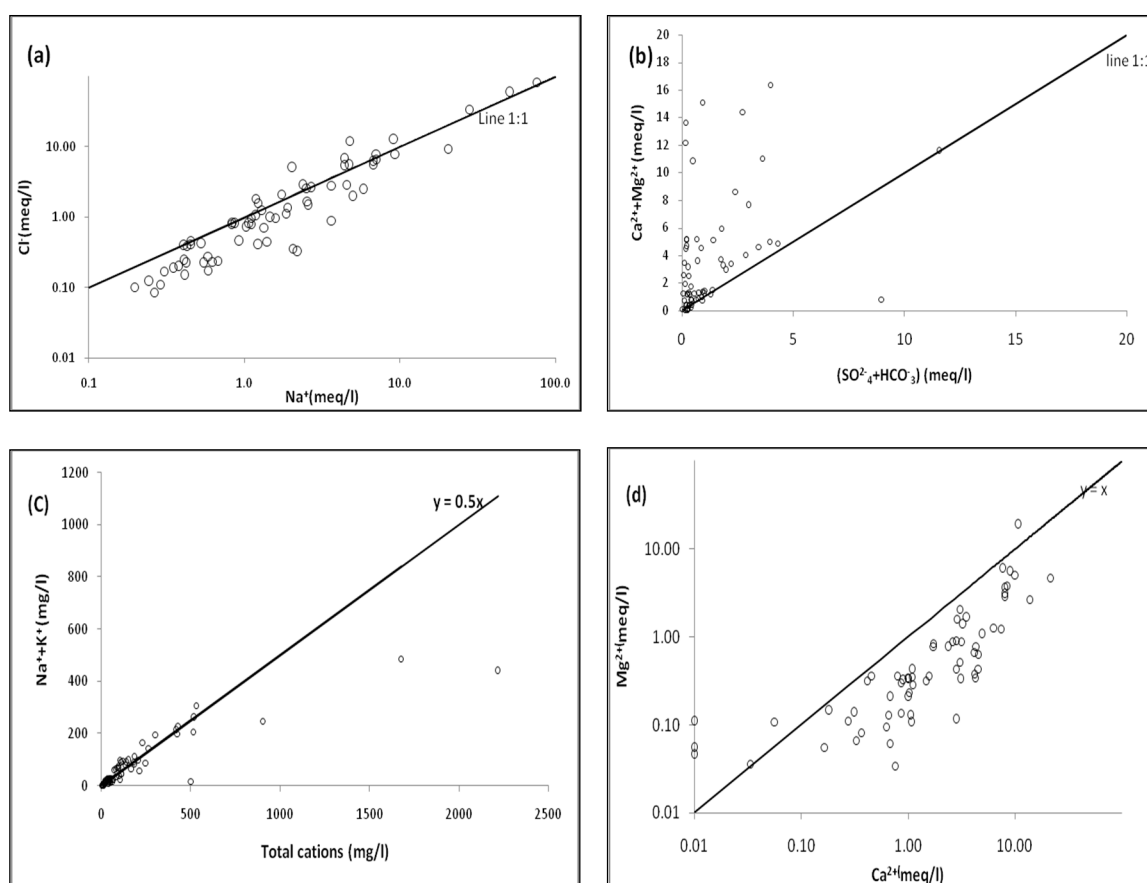 (a)
Cl⁻(meq/l)
10.00
1.00
0.10
0.01
0.1
1.0
10.0
100.0
Na⁺(meq/l)
Line 1:1
(b)
Ca²⁺+Mg²⁺(meq/l)
20
18
16
14
12
10
8
6
4
2
0
0
5
10
15
20
(SO²⁻₄+HCO⁻₃) (meq/l)
line 1:1
(C)
Na⁺+K⁺(mg/l)
1200
1000
800
600
400
200
0
0
500
1000
1500
2000
2500
Total cations (mg/l)
y = 0.5x
(d)
Mg²⁺(meq/l)
10.00
1.00
0.10
0.01
0.01
0.10
1.00
10.00
Ca²⁺(meq/l)
y = x